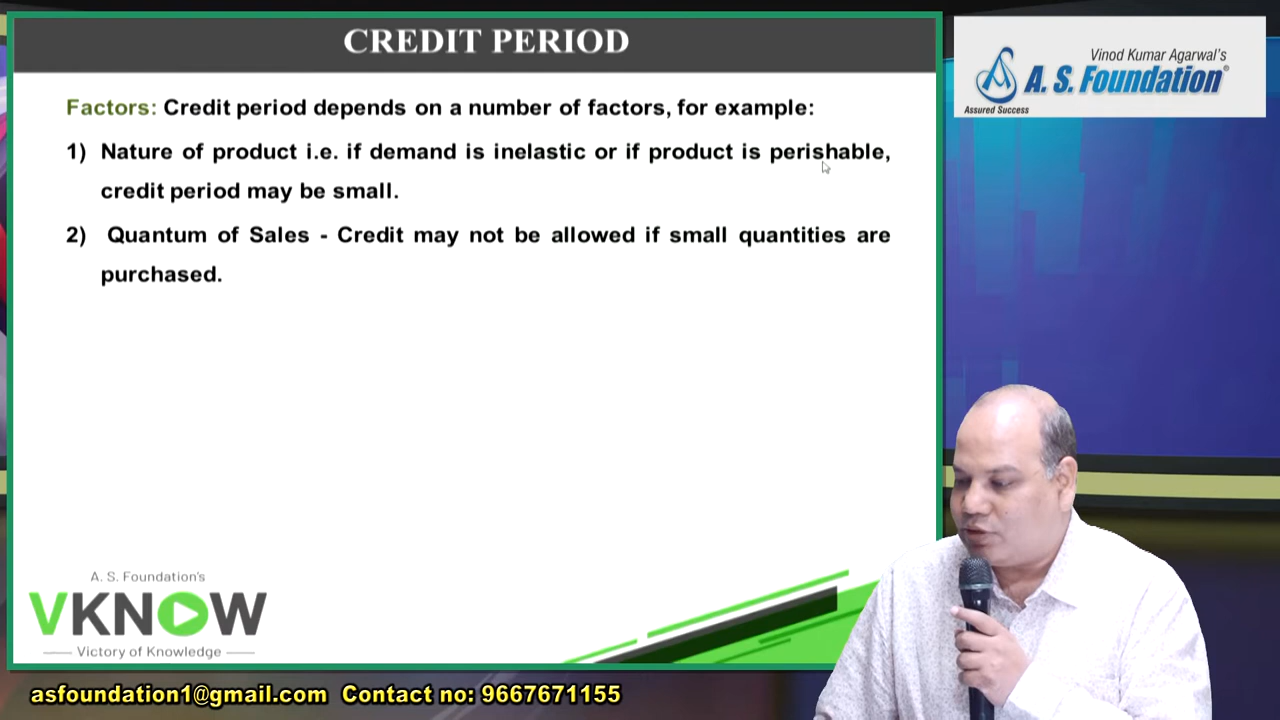 CREDIT PERIOD
Factors: Credit period depends on a number of factors, for example:
1) Nature of product i.e. if demand is inelastic or if product is perishable,
credit period may be small.
2) Quantum of Sales - Credit may not be allowed if small quantities are
purchased.
Vinod Kumar Agarwal's
A. S. Foundation®
Assured Success
A. S. Foundation's
VKNOW
Victory of Knowledge
asfoundation1@gmail.com Contact no: 9667671155